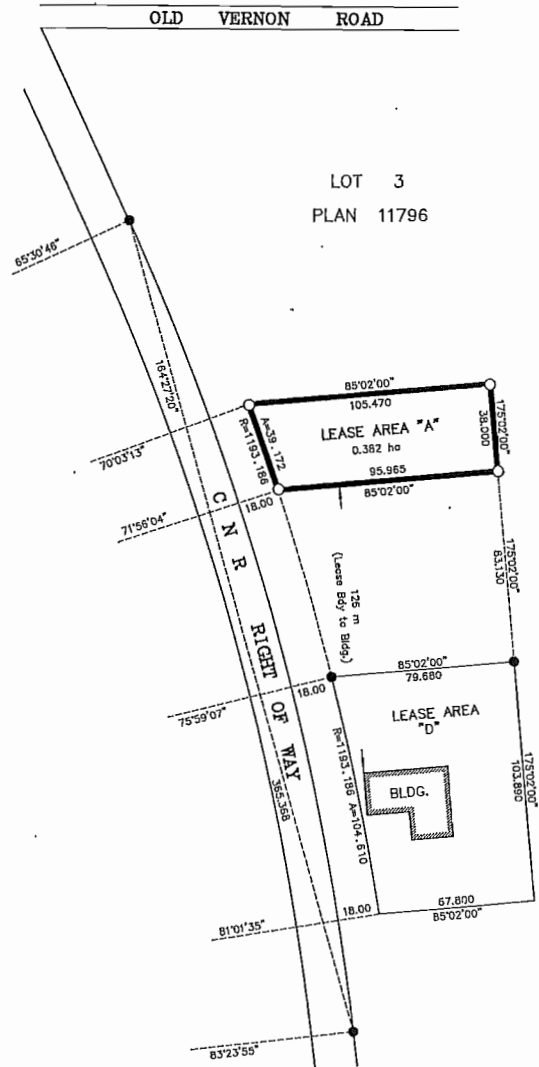 OLD VERNON ROAD
LOT 3
PLAN 11796
65°30'46"
164°27'20"
85°02'00"
105.470
LEASE AREA "A"
0.382 ha
95.965
85°02'00"
175°02'00"
38.000
A=39.172
R=1193.186
70°03'13"
71°56'04"
18.00
C N R RIGHT OF WAY
175°02'00"
83.130
125 m
(Lease Bdy to Bldg.)
85°02'00"
79.680
75°59'07"
18.00
LEASE AREA
"D"
R=1193.186 A=104.610
BLDG.
175°02'00"
103.890
365.368
67.800
85°02'00"
81°01'35"
18.00
83°23'55"